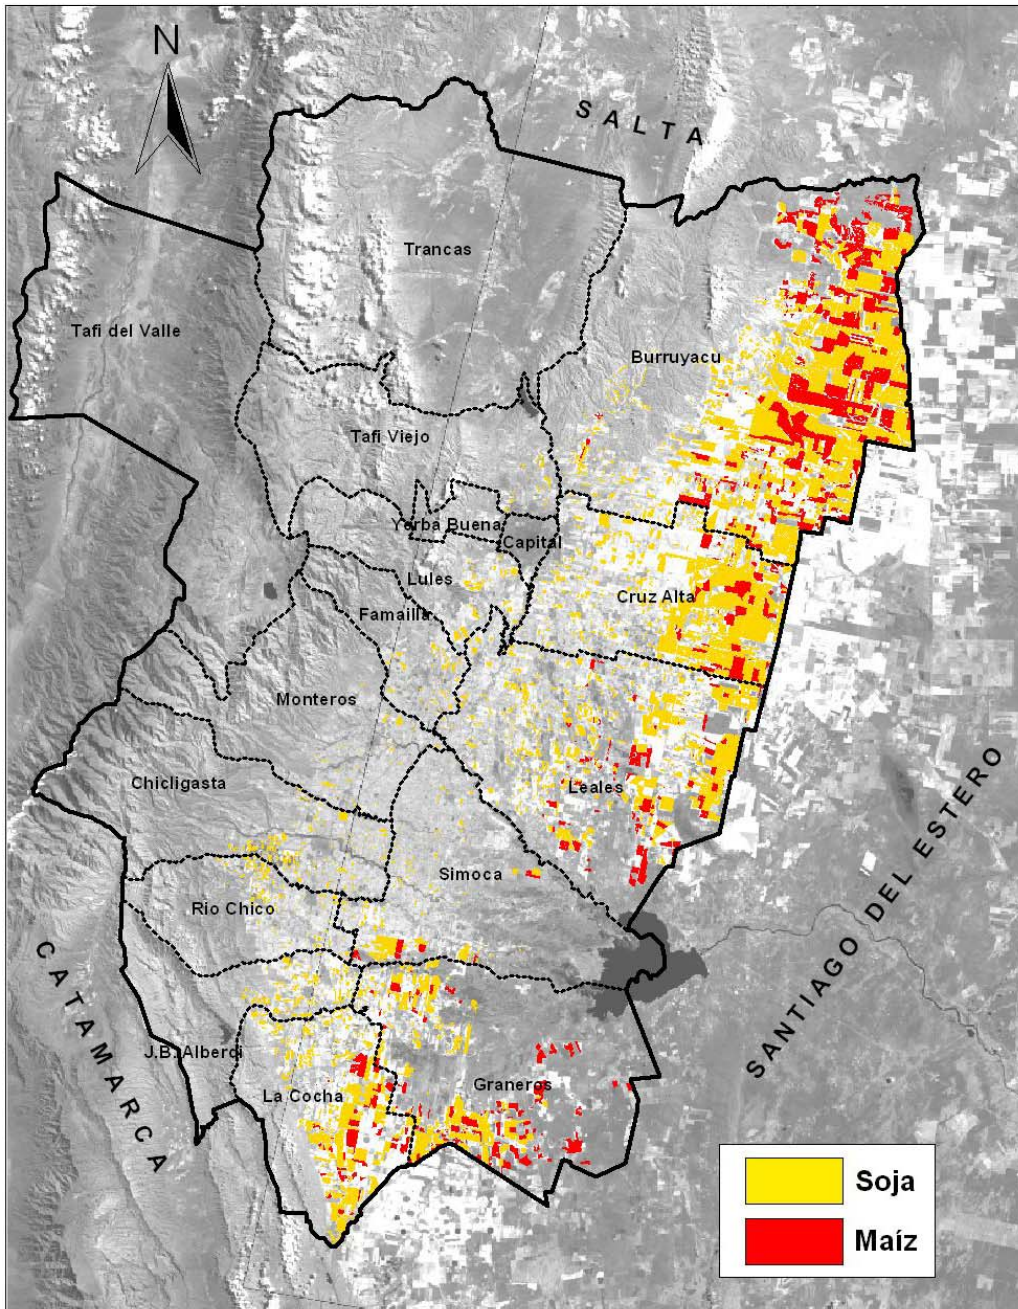 N
SALTA
Trancas
Tafi del Valle
Burruyacu
Tafi Viejo
Yerba Buena
Capital
Lules
Cruz Alta
Famailla
Monteros
Chicligasta
Leales
Simoca
Rio Chico
SANTIAGO DEL ESTERO
CATAMARCA
J.B. Alberdi
La Cocha
Graneros
Soja
Maíz